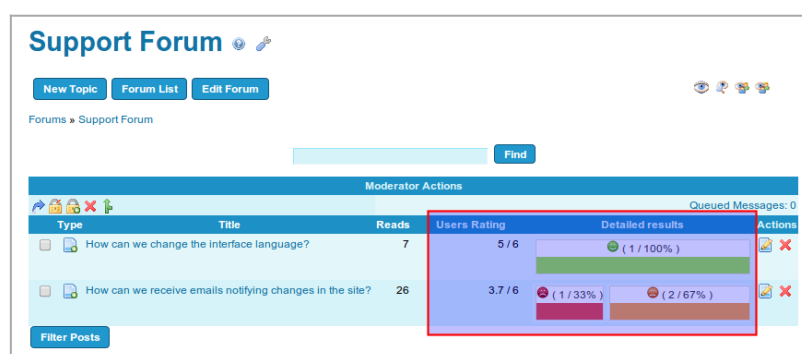 Support Forum
New Topic Forum List Edit Forum
Forums » Support Forum
Find
Moderator Actions
Queued Messages: 0
Type Title Reads Users Rating Detailed results Actions
How can we change the interface language? 7 5 / 6 ( 1 / 100% )
How can we receive emails notifying changes in the site? 26 3.7 / 6 ( 1 / 33% ) ( 2 / 67% )
Filter Posts